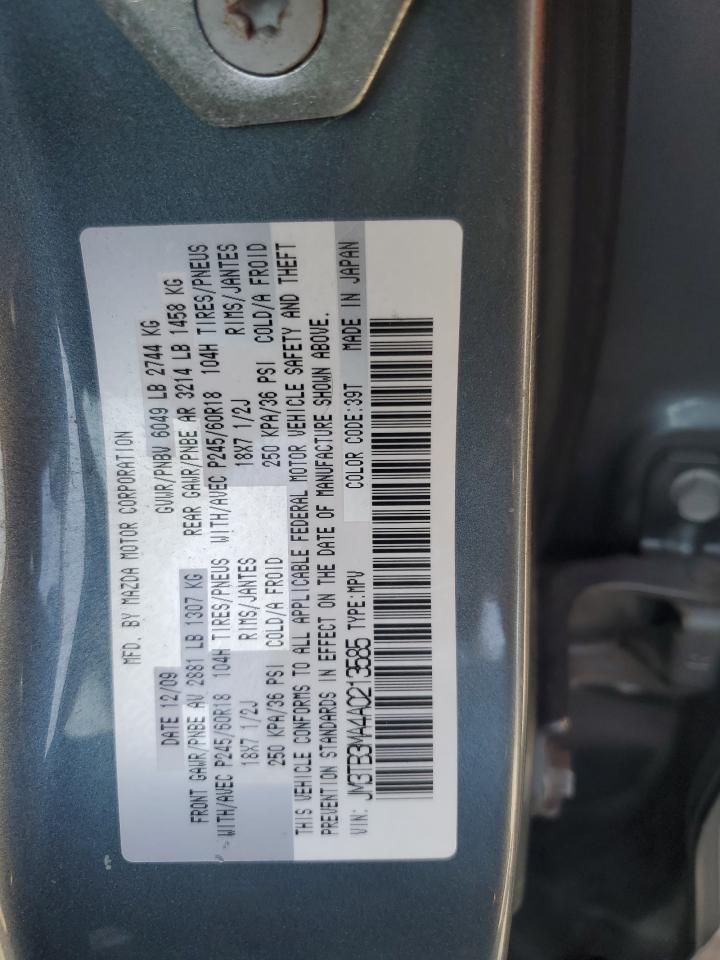 MFD. BY MAZDA MOTOR CORPORATION
DATE 12/09 GVWR/PNBV 6049 LB 2744 KG
FRONT GAWR/PNBE AV 2881 LB 1307 KG REAR GAWR/PNBE AR 3214 LB 1458 KG
WITH/AVEC P245/60R18 104H TIRES/PNEUS WITH/AVEC P245/60R18 104H TIRES/PNEUS
18X7 1/2J RIMS/JANTES 18X7 1/2J RIMS/JANTES
250 KPA/36 PSI COLD/A FROID 250 KPA/36 PSI COLD/A FROID
THIS VEHICLE CONFORMS TO ALL APPLICABLE FEDERAL MOTOR VEHICLE SAFETY AND THEFT
PREVENTION STANDARDS IN EFFECT ON THE DATE OF MANUFACTURE SHOWN ABOVE.
VIN: JM3TB3MA4A0213585 TYPE:MPV COLOR CODE:39T MADE IN JAPAN